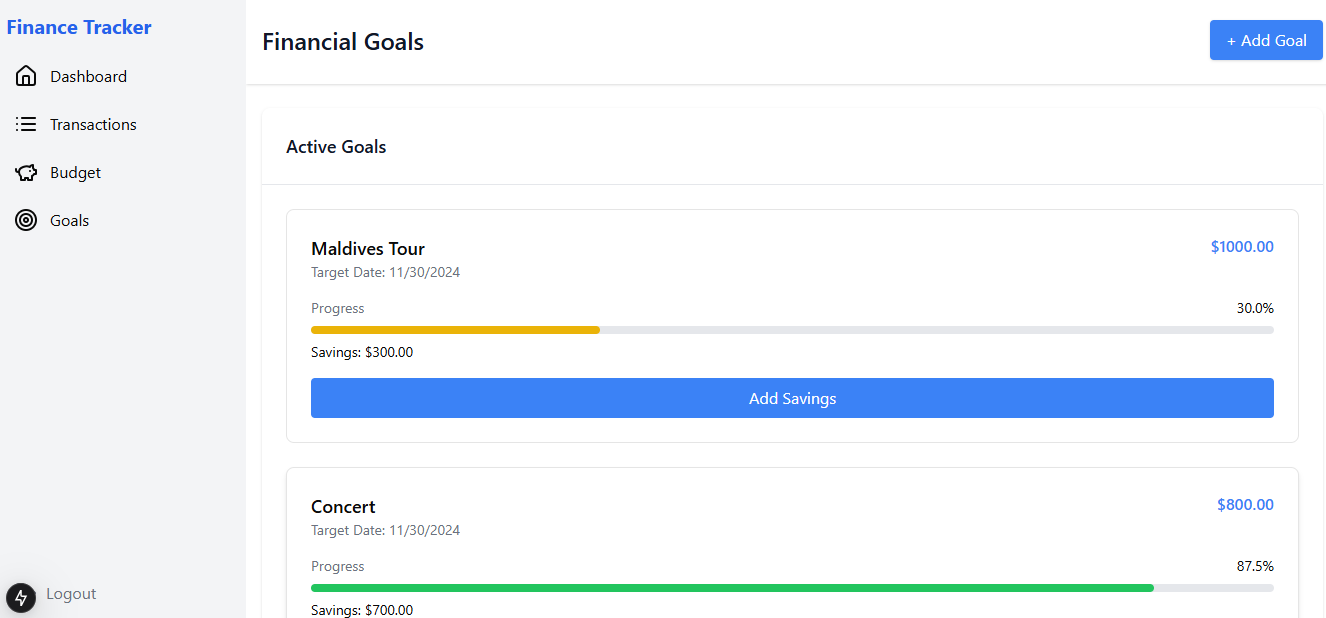 Finance Tracker
Dashboard
Transactions
Budget
Goals
Logout
Financial Goals
+ Add Goal
Active Goals
Maldives Tour
$1000.00
Target Date: 11/30/2024
Progress
30.0%
Savings: $300.00
Add Savings
Concert
$800.00
Target Date: 11/30/2024
Progress
87.5%
Savings: $700.00